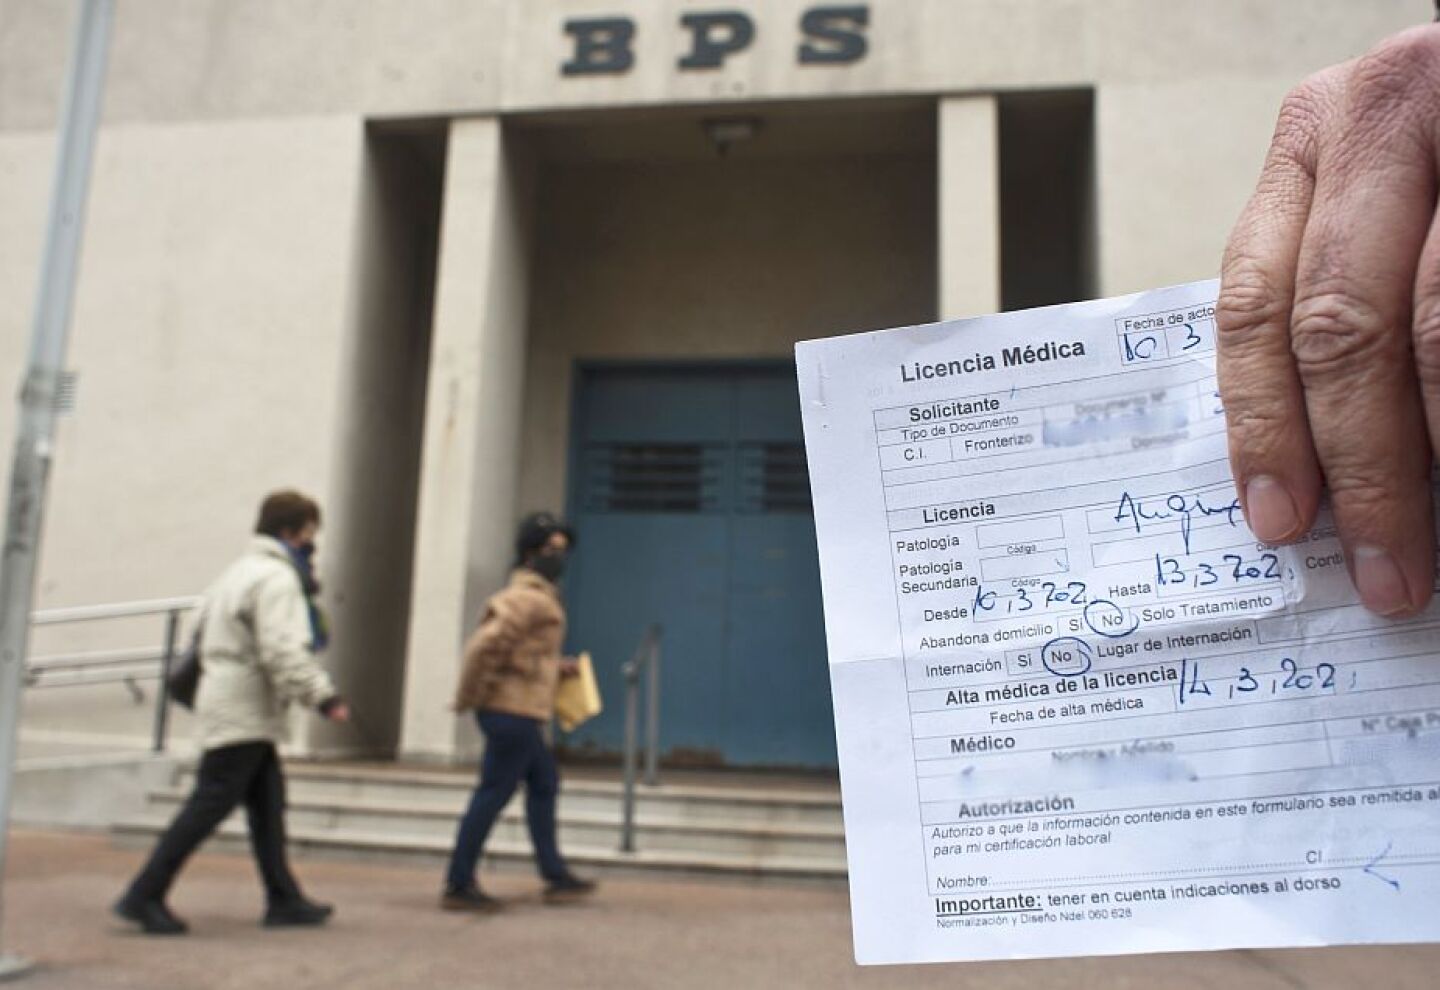 BPS
Licencia Médica
Fecha de acto
10 3
Solicitante
Tipo de Documento
C.I. Fronterizo
Licencia
Patología
Código
Patología
Secundaria
Código
Desde 10,3 202 Hasta 13,3 202, Conti
Abandona domicilio Si No Solo Tratamiento
Internación Si No Lugar de Internación
Alta médica de la licencia
Fecha de alta médica 14,3,202,
Médico Nombre y Apellido
Autorización
Autorizo a que la información contenida en este formulario sea remitida al
para mi certificación laboral
Nombre: CI
Importante: tener en cuenta indicaciones al dorso
Normalización y Diseño Ndel 060 628